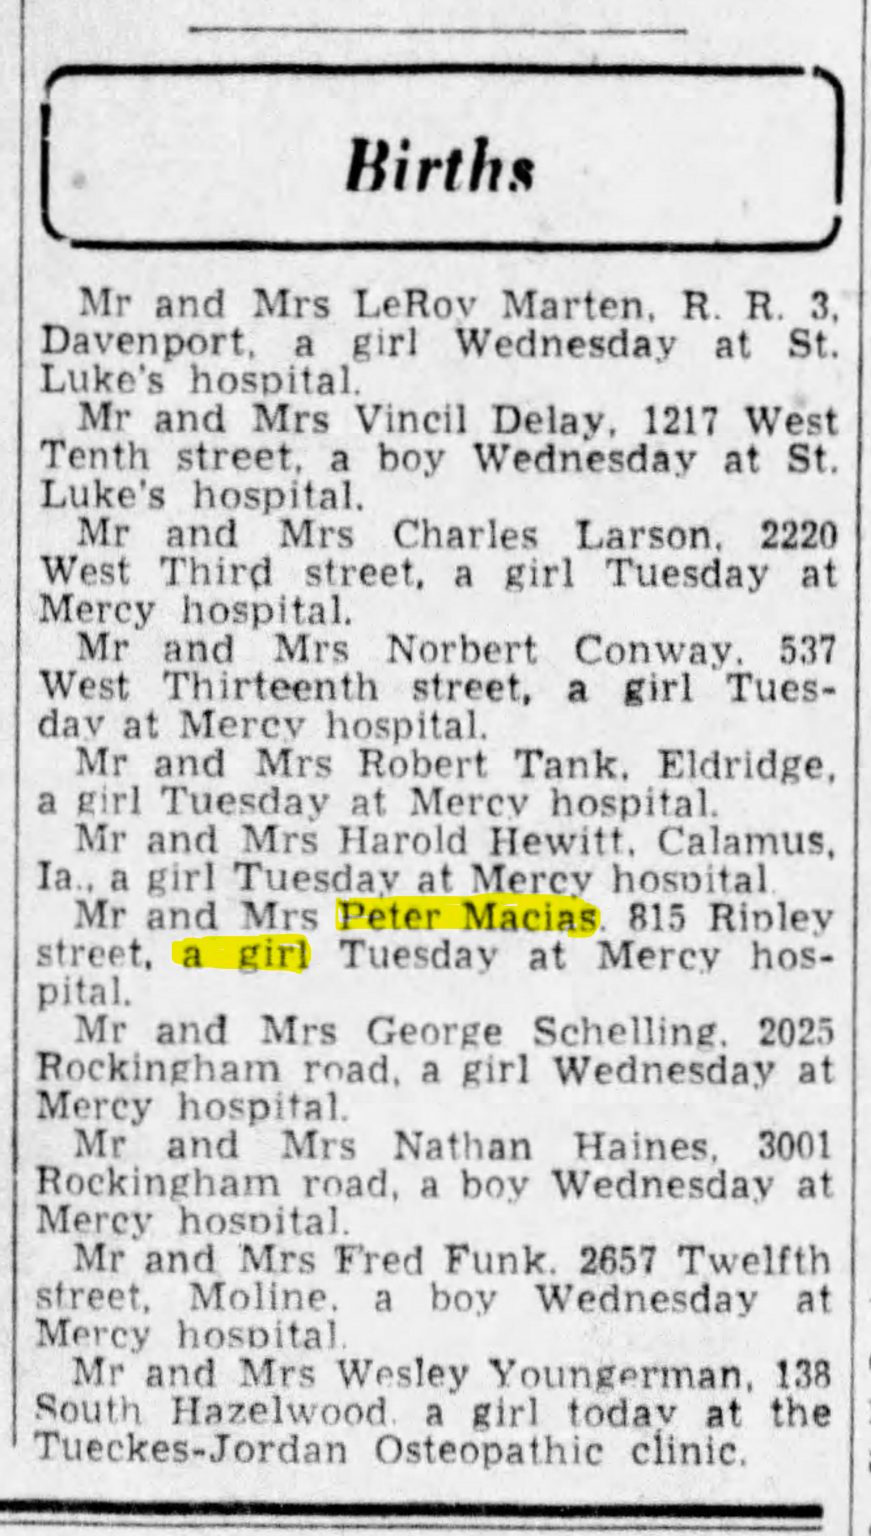 Births
Mr and Mrs LeRoy Marten, R. R. 3,
Davenport, a girl Wednesday at St.
Luke's hospital.
Mr and Mrs Vincil Delay, 1217 West
Tenth street, a boy Wednesday at St.
Luke's hospital.
Mr and Mrs Charles Larson, 2220
West Third street, a girl Tuesday at
Mercy hospital.
Mr and Mrs Norbert Conway, 537
West Thirteenth street, a girl Tues-
day at Mercy hospital.
Mr and Mrs Robert Tank, Eldridge,
a girl Tuesday at Mercy hospital.
Mr and Mrs Harold Hewitt, Calamus,
Ia., a girl Tuesday at Mercy hospital.
Mr and Mrs Peter Macias, 815 Ripley
street, a girl Tuesday at Mercy hos-
pital.
Mr and Mrs George Schelling, 2025
Rockingham road, a girl Wednesday at
Mercy hospital.
Mr and Mrs Nathan Haines, 3001
Rockingham road, a boy Wednesday at
Mercy hospital.
Mr and Mrs Fred Funk, 2657 Twelfth
street, Moline, a boy Wednesday at
Mercy hospital.
Mr and Mrs Wesley Youngerman, 138
South Hazelwood, a girl today at the
Tueckes-Jordan Osteopathic clinic.